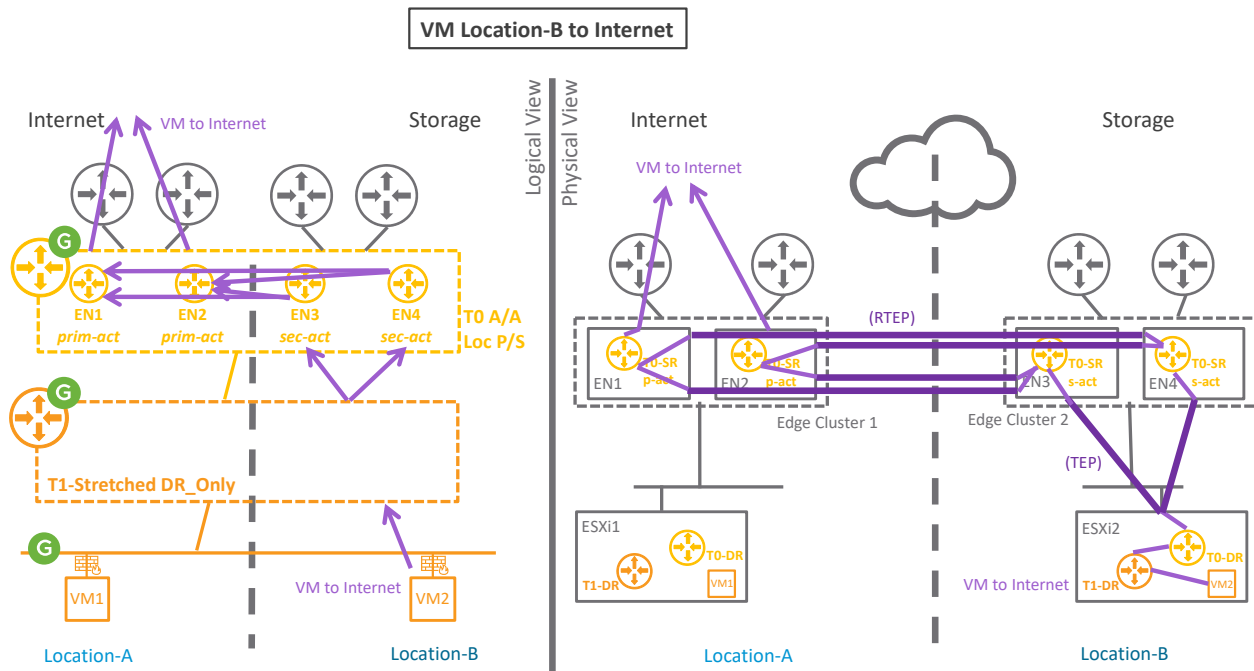 VM Location-B to Internet
Logical View
Physical View
Internet
VM to Internet
Storage
G
EN1
EN2
EN3
EN4
prim-act
prim-act
sec-act
sec-act
T0 A/A
Loc P/S
G
T1-Stretched DR_Only
G
VM to Internet
VM1
VM2
Location-A
Location-B
Internet
Storage
VM to Internet
(RTEP)
T0-SR
p-act
EN1
T0-SR
p-act
EN2
T0-SR
s-act
EN3
T0-SR
s-act
EN4
Edge Cluster 1
Edge Cluster 2
(TEP)
ESXi1
T0-DR
T1-DR
VM1
ESXi2
T0-DR
VM to Internet
T1-DR
VM2
Location-A
Location-B